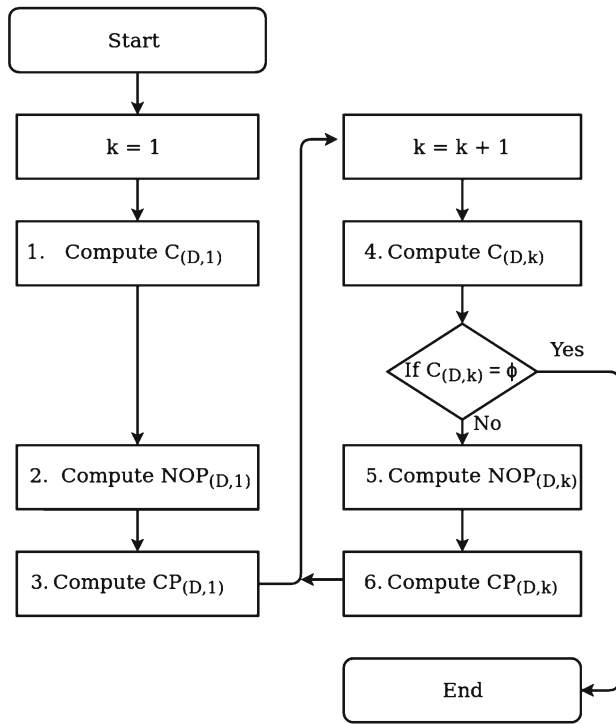 Start
k = 1
1. Compute C(D,1)
2. Compute NOP(D,1)
3. Compute CP(D,1)
k = k + 1
4. Compute C(D,k)
If C(D,k) = ϕ
Yes
No
5. Compute NOP(D,k)
6. Compute CP(D,k)
End